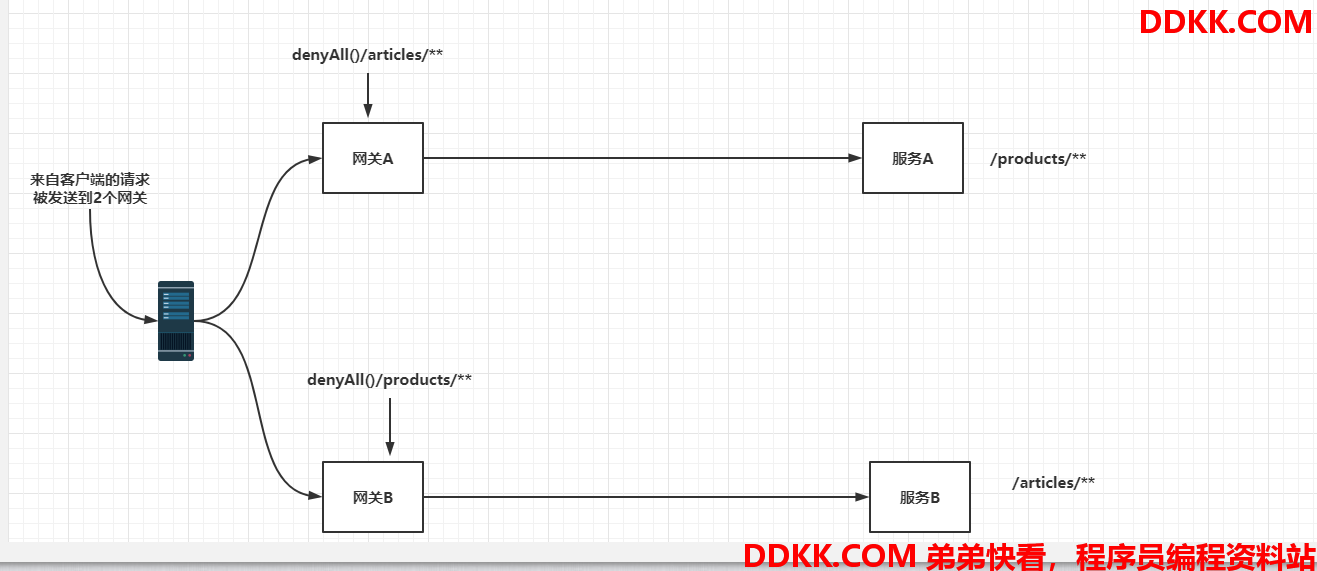 DDKK.COM
denyAll()/articles/**
网关A
服务A
/products/**
来自客户端的请求
被发送到2个网关
denyAll()/products/**
网关B
服务B
/articles/**
DDKK.COM 弟弟快看，程序员编程资料站